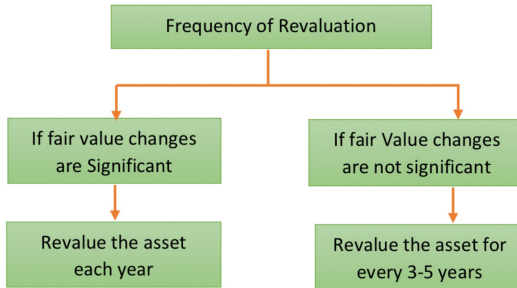 Frequency of Revaluation
If fair value changes
are Significant
If fair Value changes
are not significant
Revalue the asset
each year
Revalue the asset for
every 3-5 years